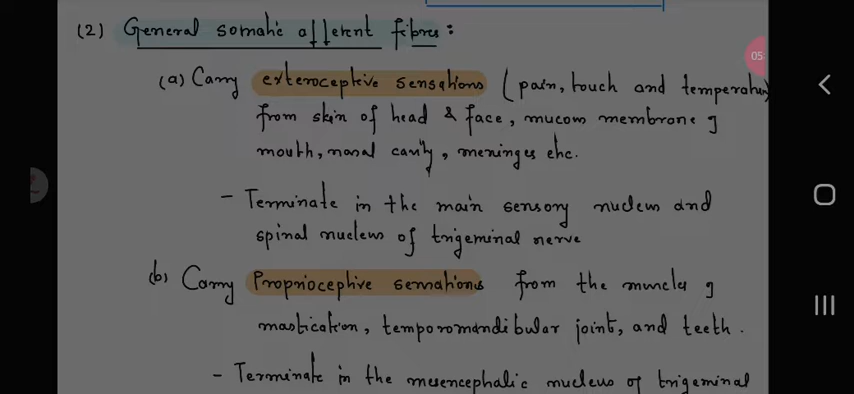 (2) General somatic afferent fibres :
05
(a) Carry exteroceptive sensations (pain, touch and temperature
from skin of head & face, mucous membrane of
mouth, nasal cavity, meninges etc.
- Terminate in the main sensory nucleus and
spinal nucleus of trigeminal nerve
(b) Carry Proprioceptive sensations from the muscles of
mastication, temporomandibular joint, and teeth.
- Terminate in the mesencephalic nucleus of trigeminal